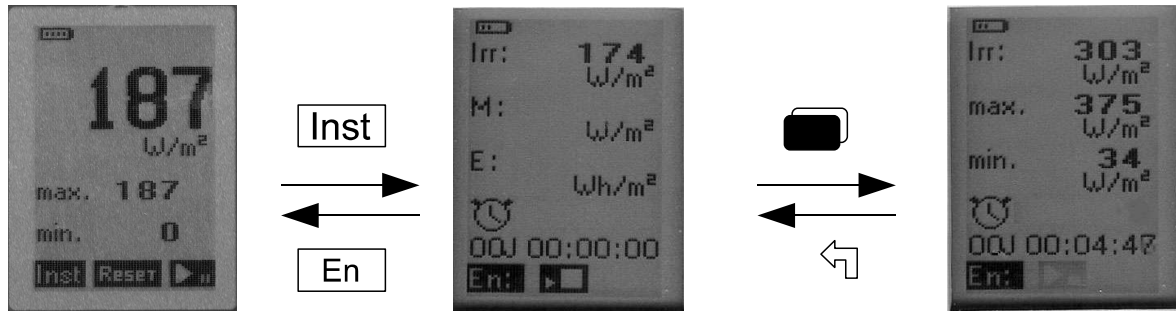 187
W/m²
max. 187
min. 0
Inst RESET
Inst
En
Irr: 174
W/m²
M:
W/m²
E:
Wh/m²
00J 00:00:00
En:
Irr: 303
W/m²
max. 375
W/m²
min. 34
W/m²
00J 00:04:47
En: